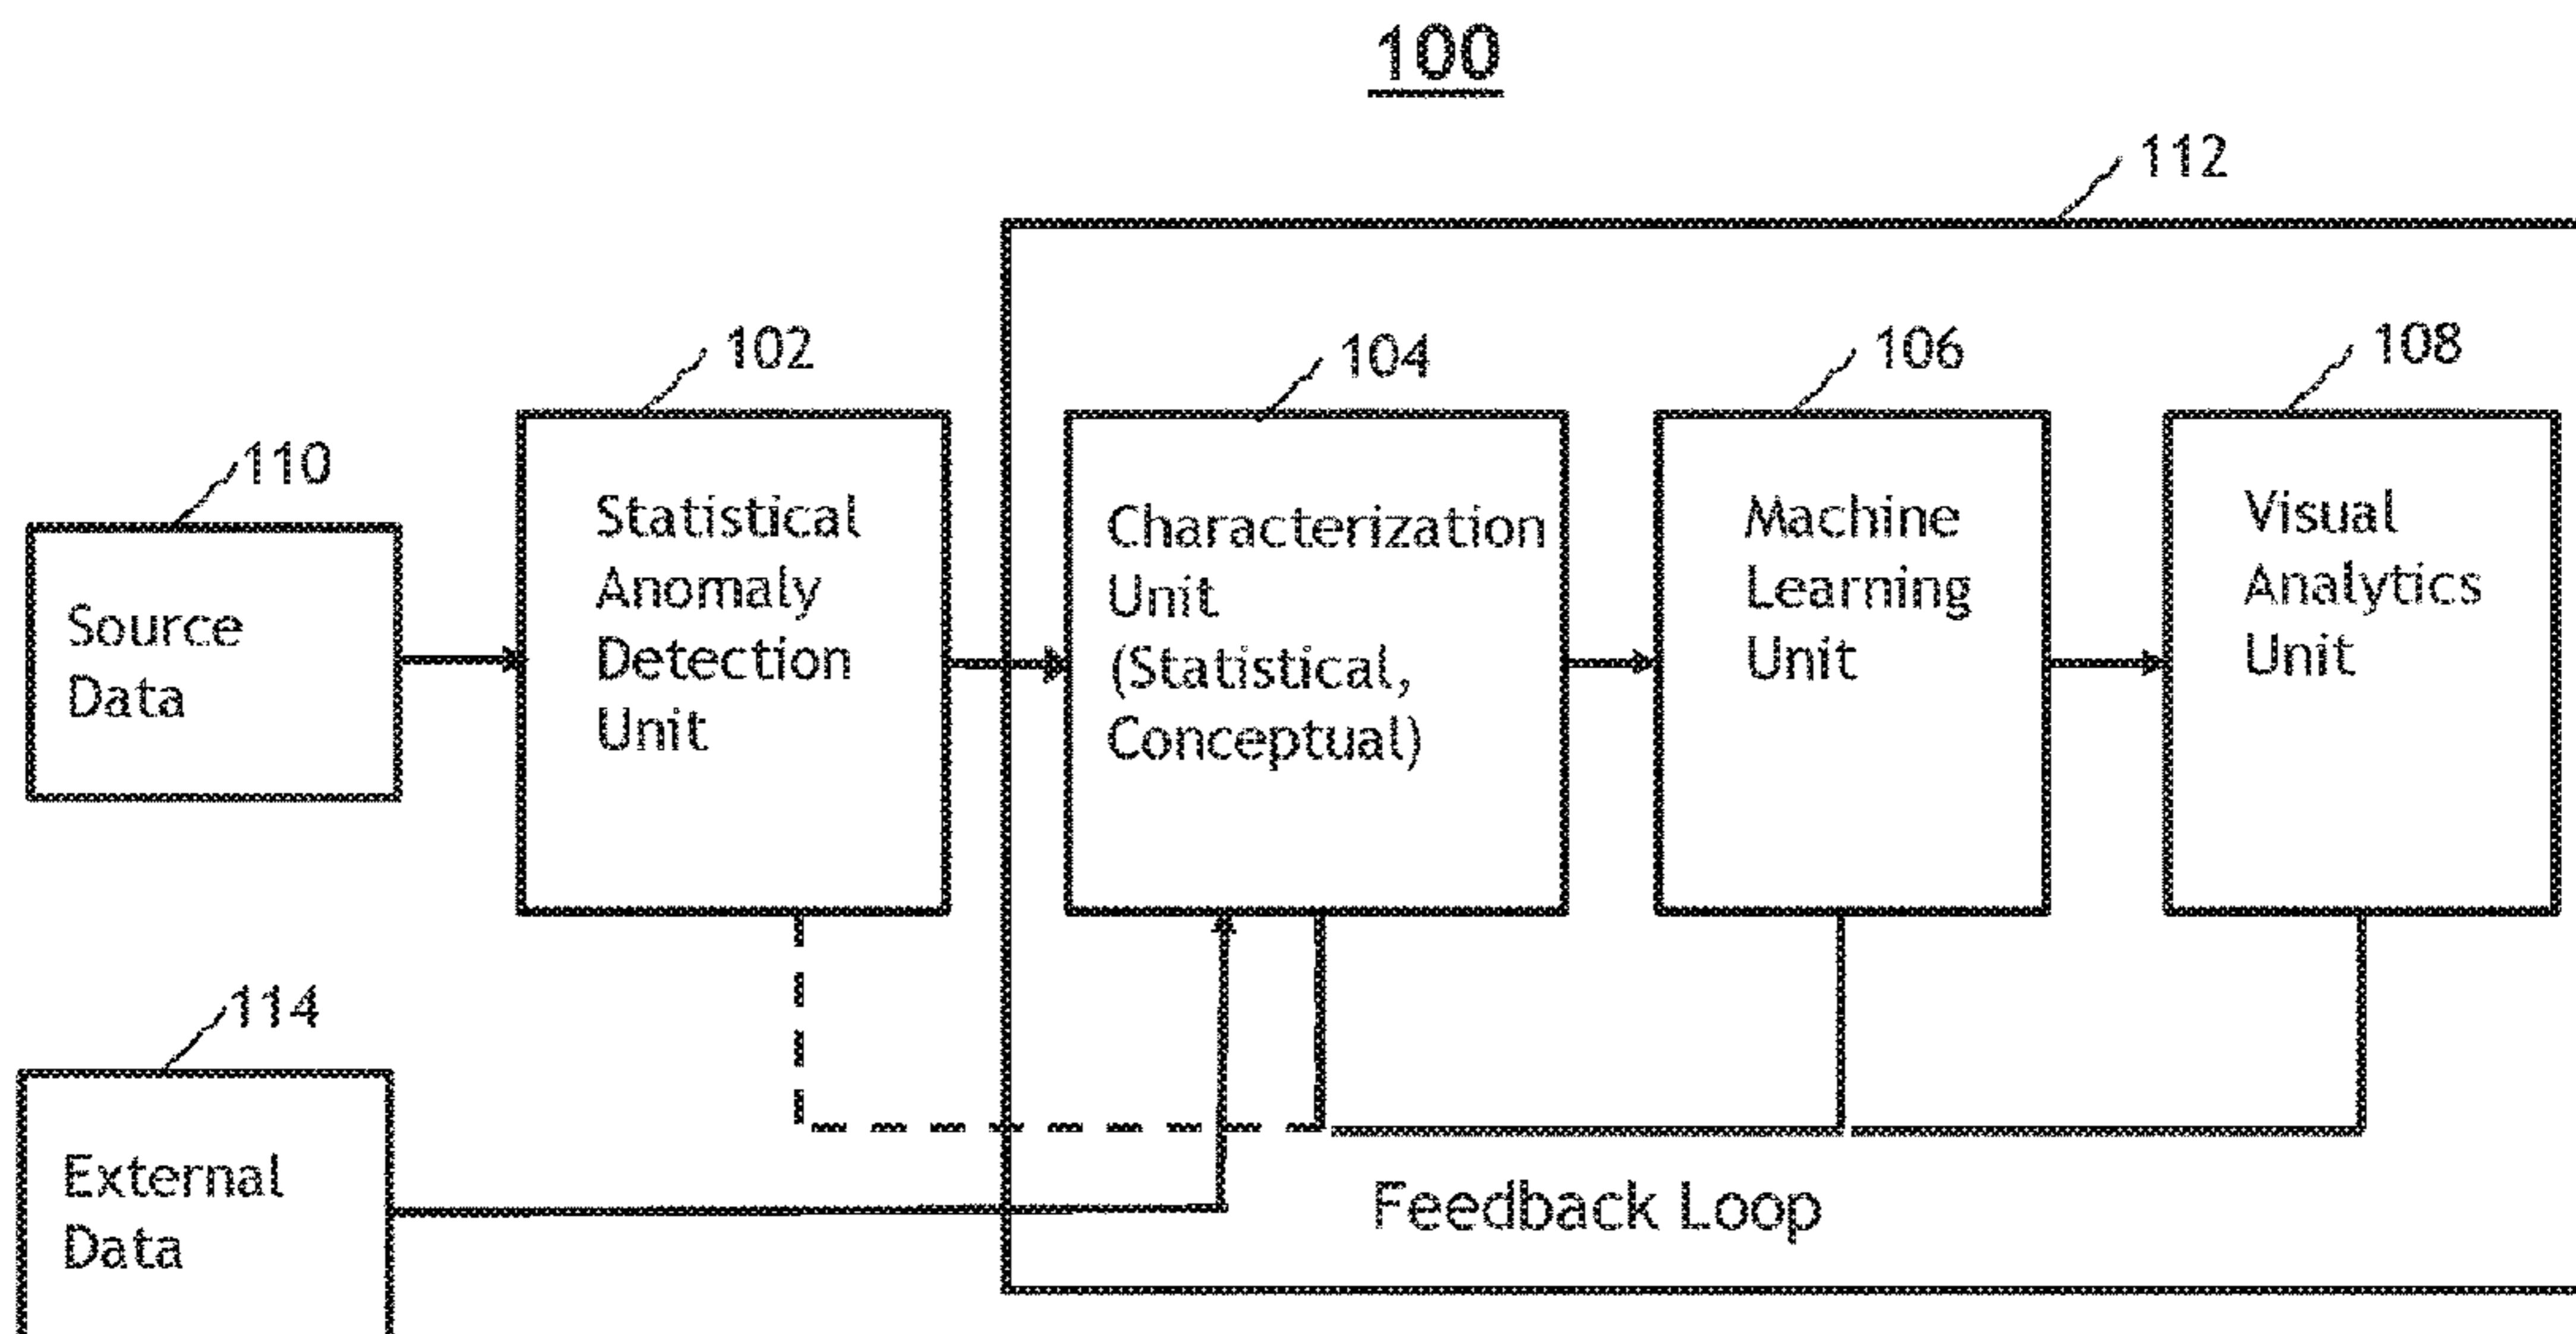 100
112
102
104
106
108
110
Source
Data
Statistical
Anomaly
Detection
Unit
Characterization
Unit
(Statistical,
Conceptual)
Machine
Learning
Unit
Visual
Analytics
Unit
114
External
Data
Feedback Loop